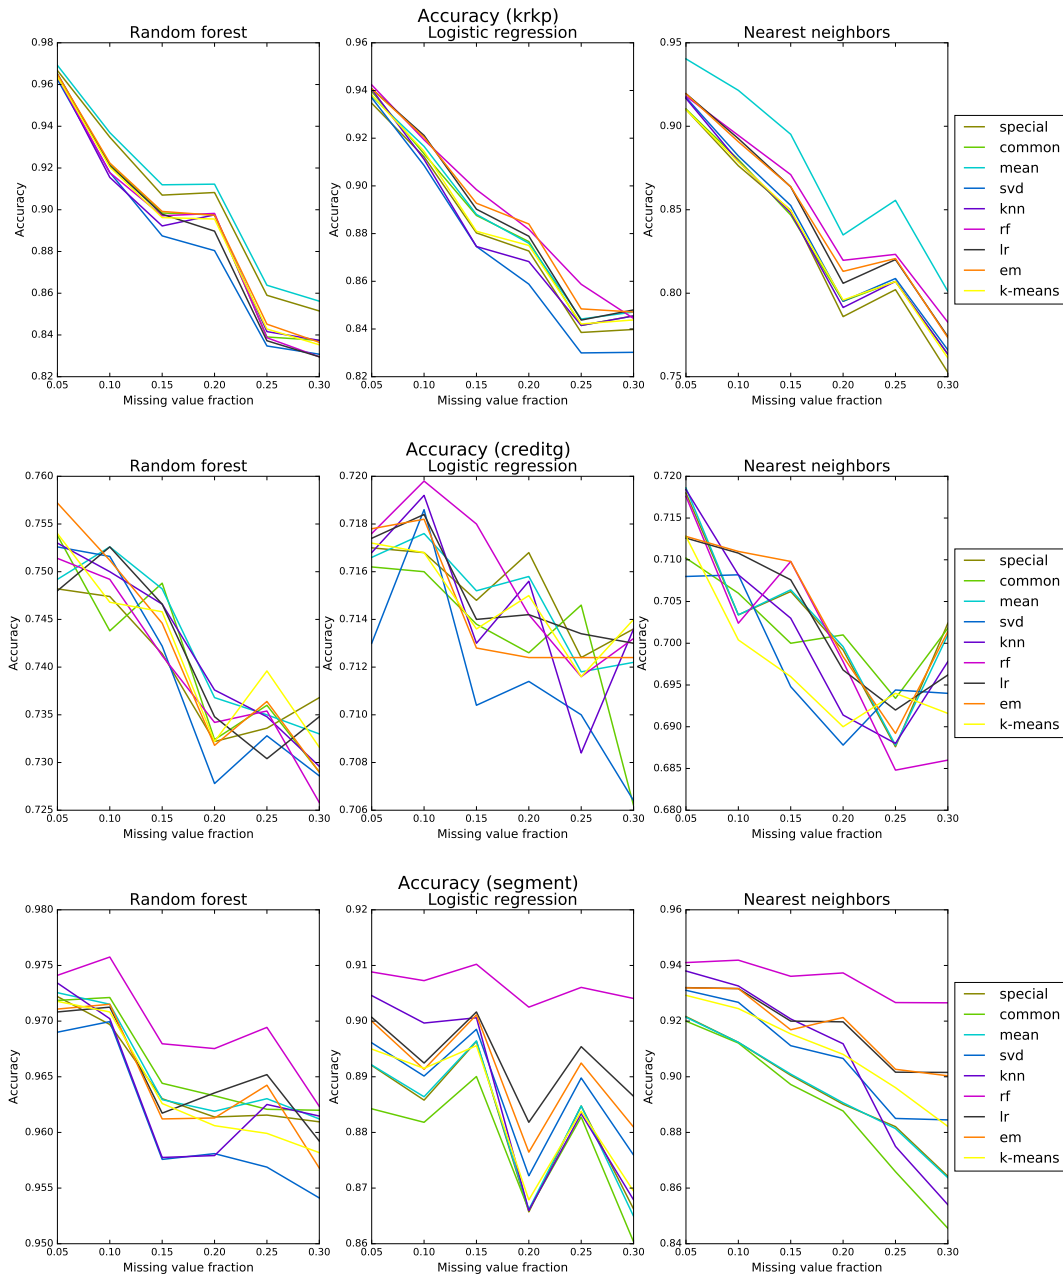 Accuracy (krkp)
Random forest
Logistic regression
Nearest neighbors
0.98
0.96
0.94
0.92
0.90
0.88
0.86
0.84
0.82
Accuracy
0.05 0.10 0.15 0.20 0.25 0.30
Missing value fraction
0.96
0.94
0.92
0.90
0.88
0.86
0.84
0.82
Accuracy
0.05 0.10 0.15 0.20 0.25 0.30
Missing value fraction
0.95
0.90
0.85
0.80
0.75
Accuracy
0.05 0.10 0.15 0.20 0.25 0.30
Missing value fraction
special
common
mean
svd
knn
rf
lr
em
k-means
Accuracy (creditg)
Random forest
Logistic regression
Nearest neighbors
0.760
0.755
0.750
0.745
0.740
0.735
0.730
0.725
Accuracy
0.05 0.10 0.15 0.20 0.25 0.30
Missing value fraction
0.720
0.718
0.716
0.714
0.712
0.710
0.708
0.706
Accuracy
0.05 0.10 0.15 0.20 0.25 0.30
Missing value fraction
0.720
0.715
0.710
0.705
0.700
0.695
0.690
0.685
0.680
Accuracy
0.05 0.10 0.15 0.20 0.25 0.30
Missing value fraction
special
common
mean
svd
knn
rf
lr
em
k-means
Accuracy (segment)
Random forest
Logistic regression
Nearest neighbors
0.980
0.975
0.970
0.965
0.960
0.955
0.950
Accuracy
0.05 0.10 0.15 0.20 0.25 0.30
Missing value fraction
0.92
0.91
0.90
0.89
0.88
0.87
0.86
Accuracy
0.05 0.10 0.15 0.20 0.25 0.30
Missing value fraction
0.96
0.94
0.92
0.90
0.88
0.86
0.84
Accuracy
0.05 0.10 0.15 0.20 0.25 0.30
Missing value fraction
special
common
mean
svd
knn
rf
lr
em
k-means